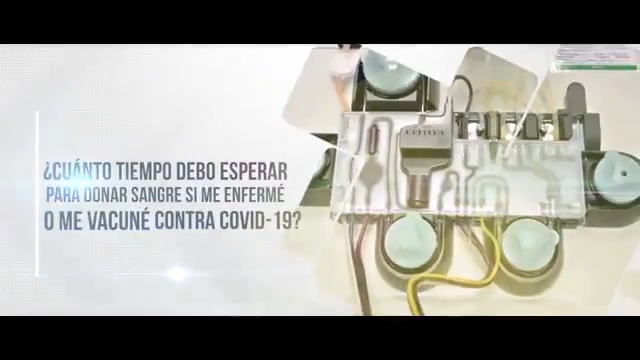 ¿CUÁNTO TIEMPO DEBO ESPERAR
PARA DONAR SANGRE SI ME ENFERMÉ
O ME VACUNÉ CONTRA COVID-19?